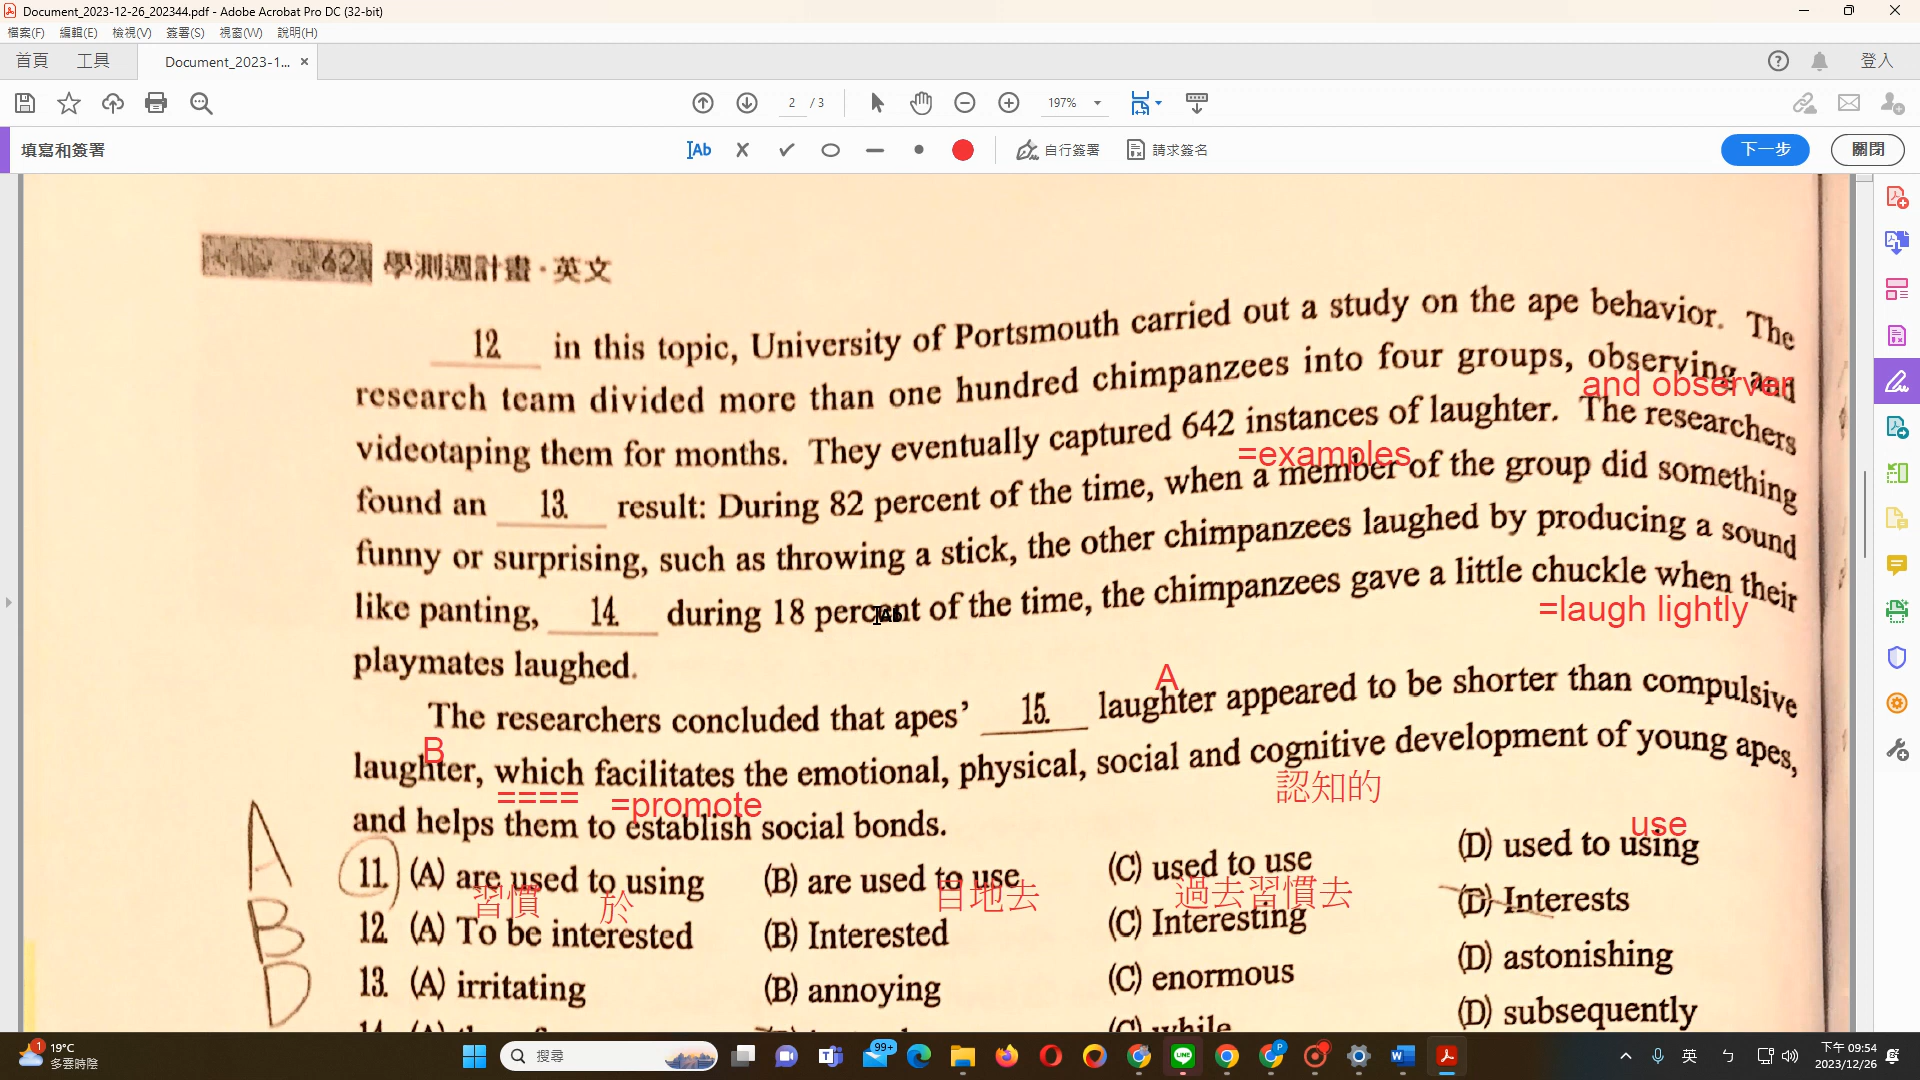 Document_2023-12-26_202344.pdf - Adobe Acrobat Pro DC (32-bit)
檔案(F) 編輯(E) 檢視(V) 簽署(S) 視窗(W) 說明(H)
首頁 工具 Document_2023-1... × 登入
2 / 3 197%
填寫和簽署 Ab 自行簽署 請求簽名 下一步 關閉
62 學測週計畫·英文
12. in this topic, University of Portsmouth carried out a study on the ape behavior. The
research team divided more than one hundred chimpanzees into four groups, observing and
and observer
videotaping them for months. They eventually captured 642 instances of laughter. The researchers
=examples
found an 13. result: During 82 percent of the time, when a member of the group did something
funny or surprising, such as throwing a stick, the other chimpanzees laughed by producing a sound
like panting, 14. during 18 percent of the time, the chimpanzees gave a little chuckle when their
=laugh lightly
playmates laughed.
A
The researchers concluded that apes' 15. laughter appeared to be shorter than compulsive
B
laughter, which facilitates the emotional, physical, social and cognitive development of young apes,
==== =promote 認知的
and helps them to establish social bonds.
use
A
11. (A) are used to using (B) are used to use (C) used to use (D) used to using
習慣 於 目地去 過去習慣去
B
12. (A) To be interested (B) Interested (C) Interesting (D) Interests
D
13. (A) irritating (B) annoying (C) enormous (D) astonishing
(C) while (D) subsequently
1 19°C
多雲時陰
搜尋
99+
英
下午 09:54
2023/12/26